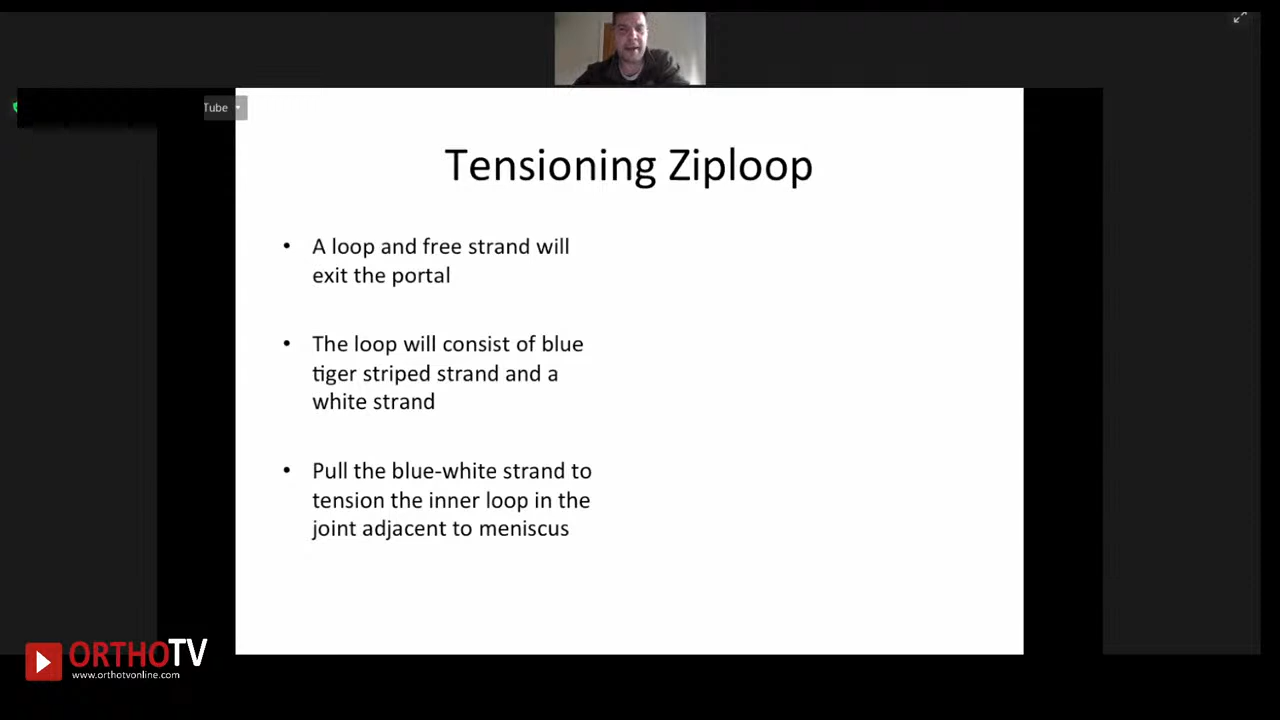 Tube
Tensioning Ziploop
• A loop and free strand will
exit the portal
• The loop will consist of blue
tiger striped strand and a
white strand
• Pull the blue-white strand to
tension the inner loop in the
joint adjacent to meniscus
ORTHOTV
www.orthotvonline.com